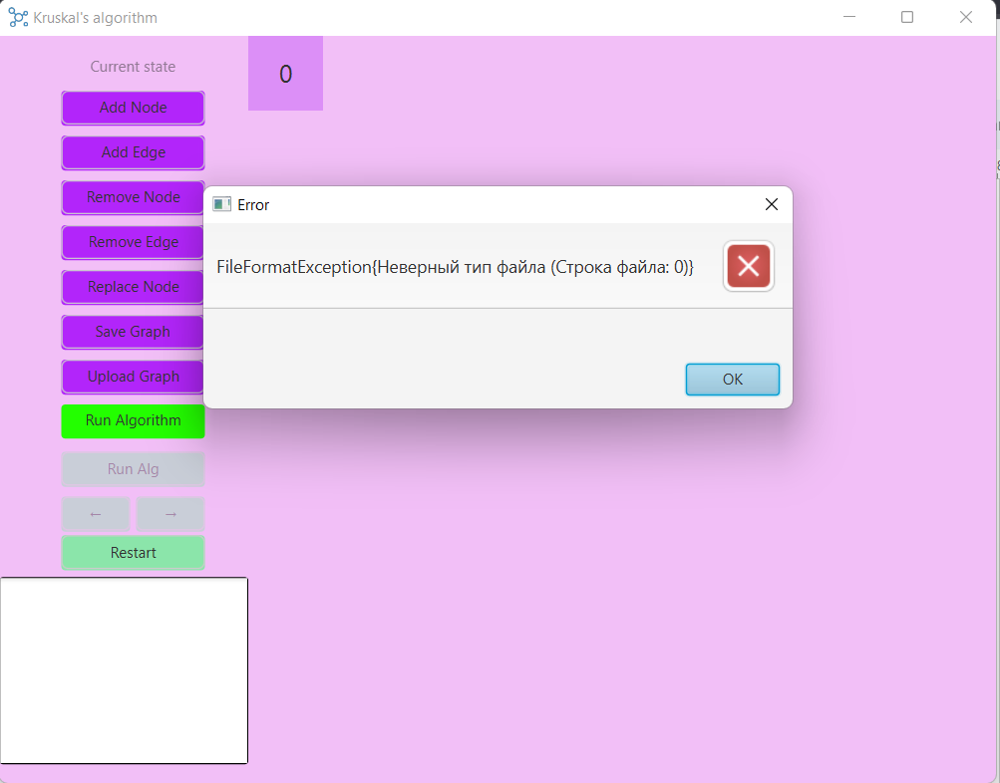 Kruskal's algorithm
Current state
0
Add Node
Add Edge
Remove Node
Remove Edge
Replace Node
Save Graph
Upload Graph
Run Algorithm
Run Alg
← →
Restart
Error
FileFormatException{Неверный тип файла (Строка файла: 0)}
OK